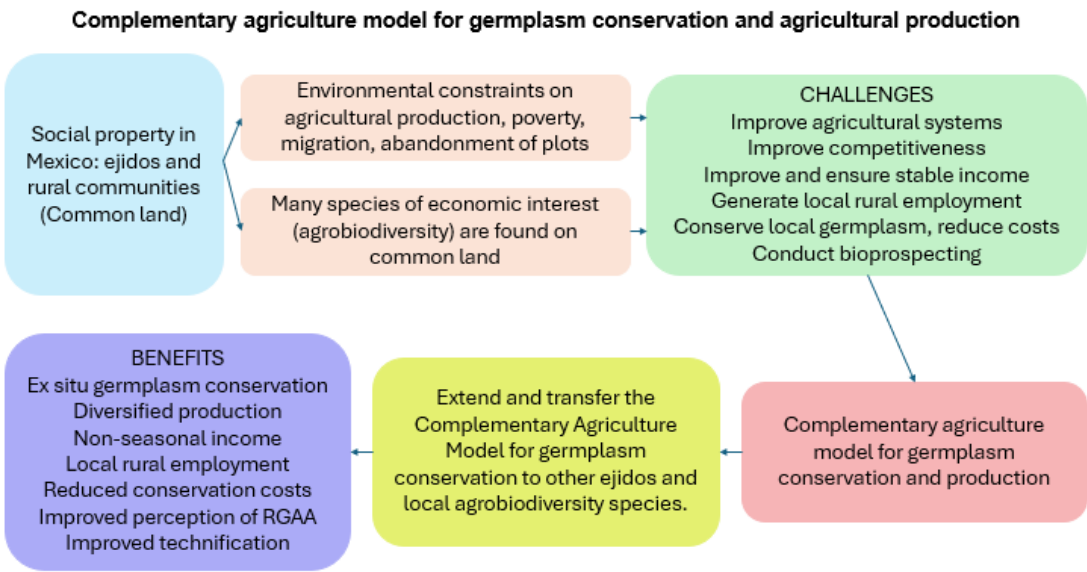 Complementary agriculture model for germplasm conservation and agricultural production
Social property in
Mexico: ejidos and
rural communities
(Common land)
Environmental constraints on
agricultural production, poverty,
migration, abandonment of plots
Many species of economic interest
(agrobiodiversity) are found on
common land
CHALLENGES
Improve agricultural systems
Improve competitiveness
Improve and ensure stable income
Generate local rural employment
Conserve local germplasm, reduce costs
Conduct bioprospecting
Complementary agriculture
model for germplasm
conservation and production
Extend and transfer the
Complementary Agriculture
Model for germplasm
conservation to other ejidos and
local agrobiodiversity species.
BENEFITS
Ex situ germplasm conservation
Diversified production
Non-seasonal income
Local rural employment
Reduced conservation costs
Improved perception of RGAA
Improved technification